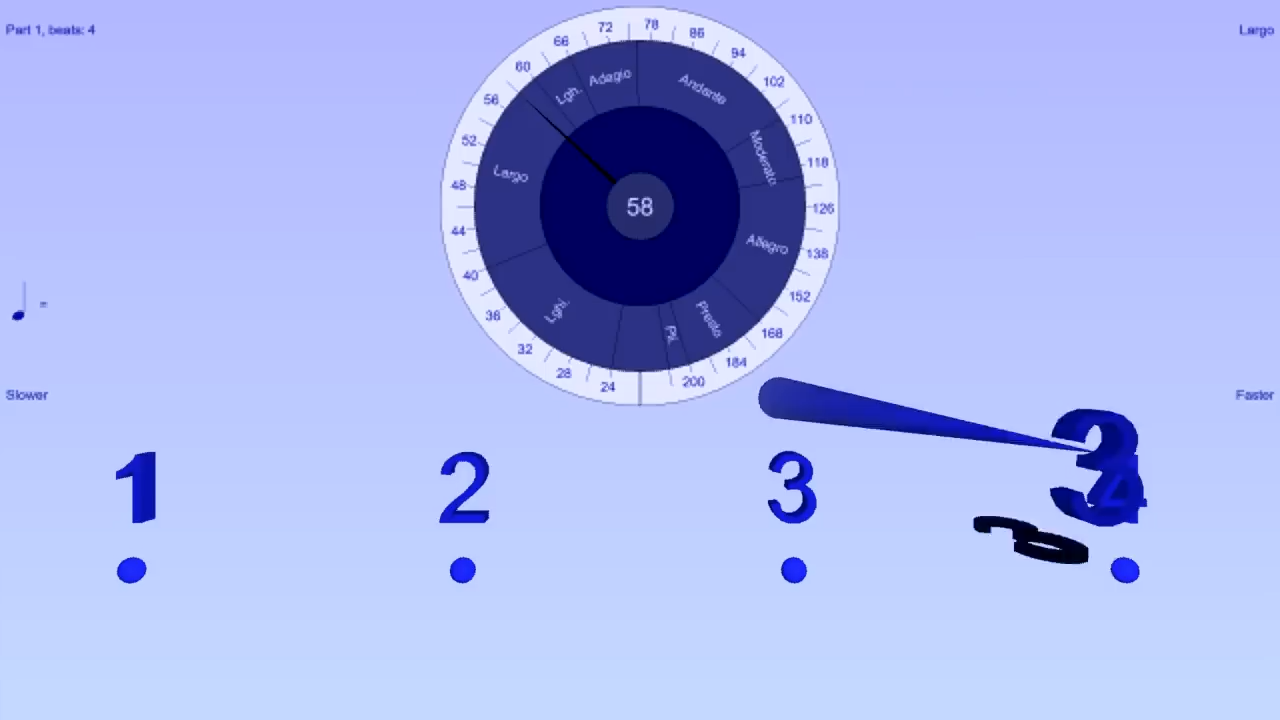 Part 1, beats: 4
Largo
72
78
66
86
60
94
56
102
52
110
48
118
44
126
40
138
36
152
32
168
28
184
24
200
Lgh.
Adagio
Andante
Moderato
Largo
Allegro
Lghi.
Presto
58
=
Slower
Faster
1
2
3
4
3